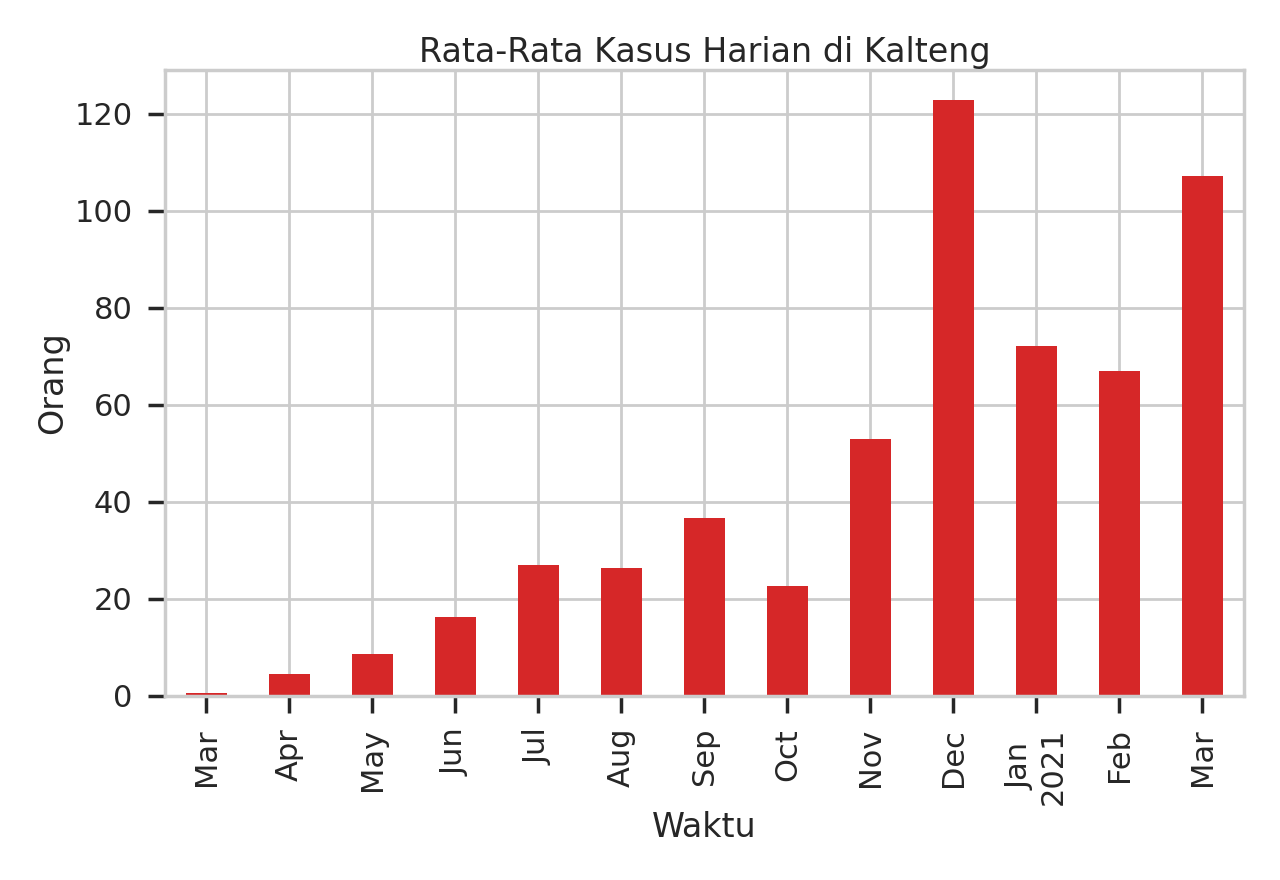 Rata-Rata Kasus Harian di Kalteng
120
100
80
60
40
20
0
Orang
Mar
Apr
May
Jun
Jul
Aug
Sep
Oct
Nov
Dec
Jan
2021
Feb
Mar
Waktu